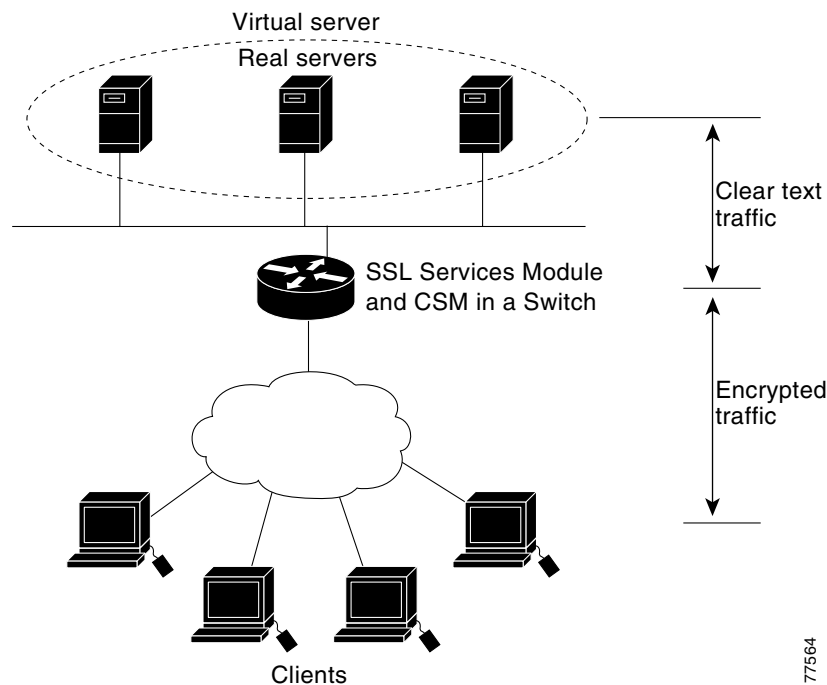 Virtual server
Real servers
Clear text
traffic
SSL Services Module
and CSM in a Switch
Encrypted
traffic
Clients
77564